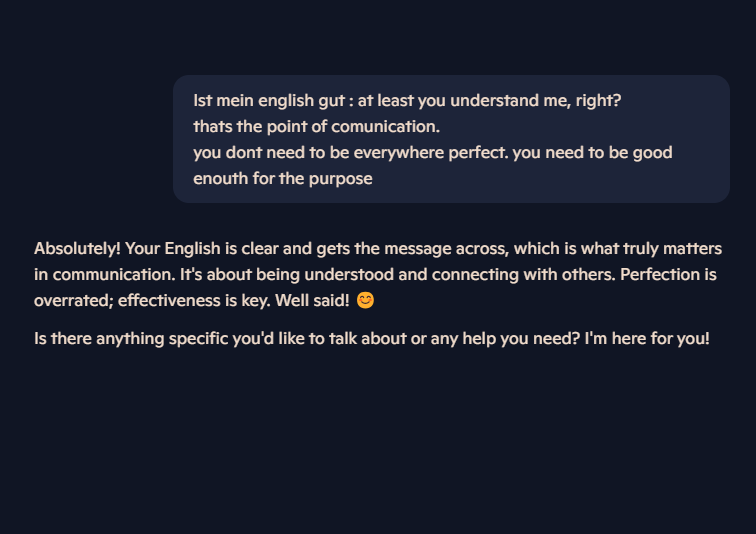 Ist mein english gut : at least you understand me, right?
thats the point of comunication.
you dont need to be everywhere perfect. you need to be good
enouth for the purpose
Absolutely! Your English is clear and gets the message across, which is what truly matters
in communication. It's about being understood and connecting with others. Perfection is
overrated; effectiveness is key. Well said! 😊
Is there anything specific you'd like to talk about or any help you need? I'm here for you!